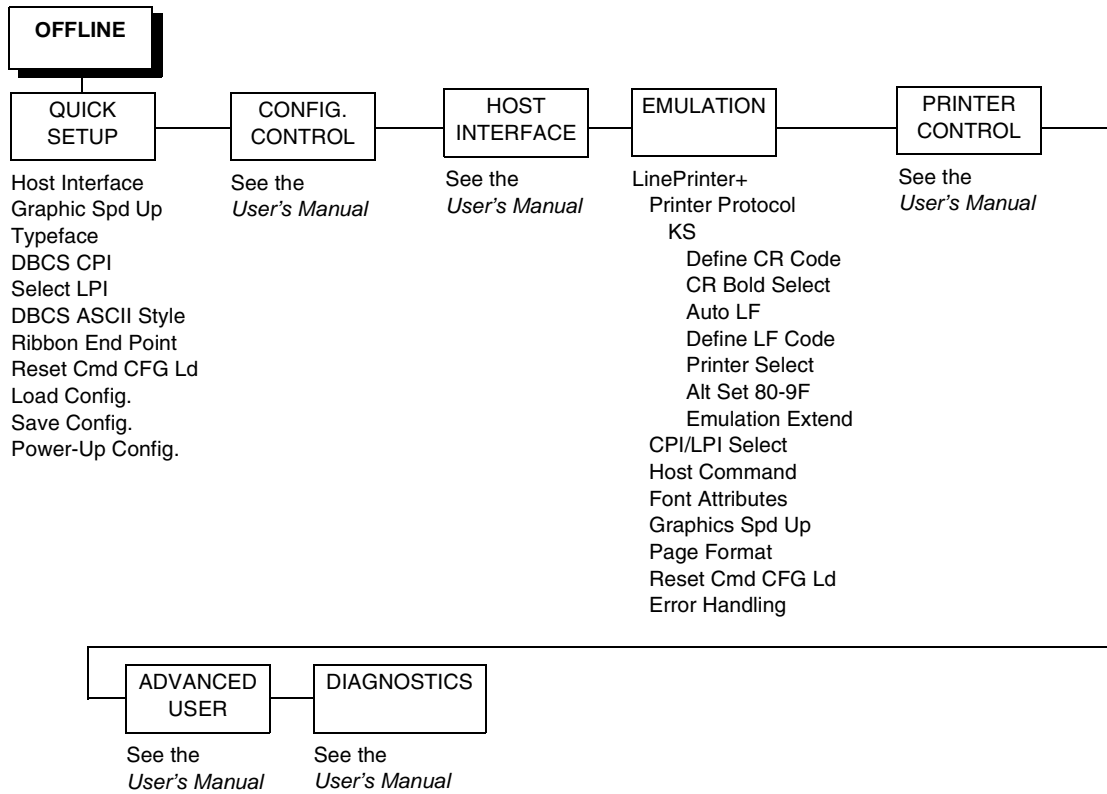 OFFLINE
QUICK
SETUP
Host Interface
Graphic Spd Up
Typeface
DBCS CPI
Select LPI
DBCS ASCII Style
Ribbon End Point
Reset Cmd CFG Ld
Load Config.
Save Config.
Power-Up Config.
CONFIG.
CONTROL
See the
User's Manual
HOST
INTERFACE
See the
User's Manual
EMULATION
LinePrinter+
Printer Protocol
KS
Define CR Code
CR Bold Select
Auto LF
Define LF Code
Printer Select
Alt Set 80-9F
Emulation Extend
CPI/LPI Select
Host Command
Font Attributes
Graphics Spd Up
Page Format
Reset Cmd CFG Ld
Error Handling
PRINTER
CONTROL
See the
User's Manual
ADVANCED
USER
See the
User's Manual
DIAGNOSTICS
See the
User's Manual